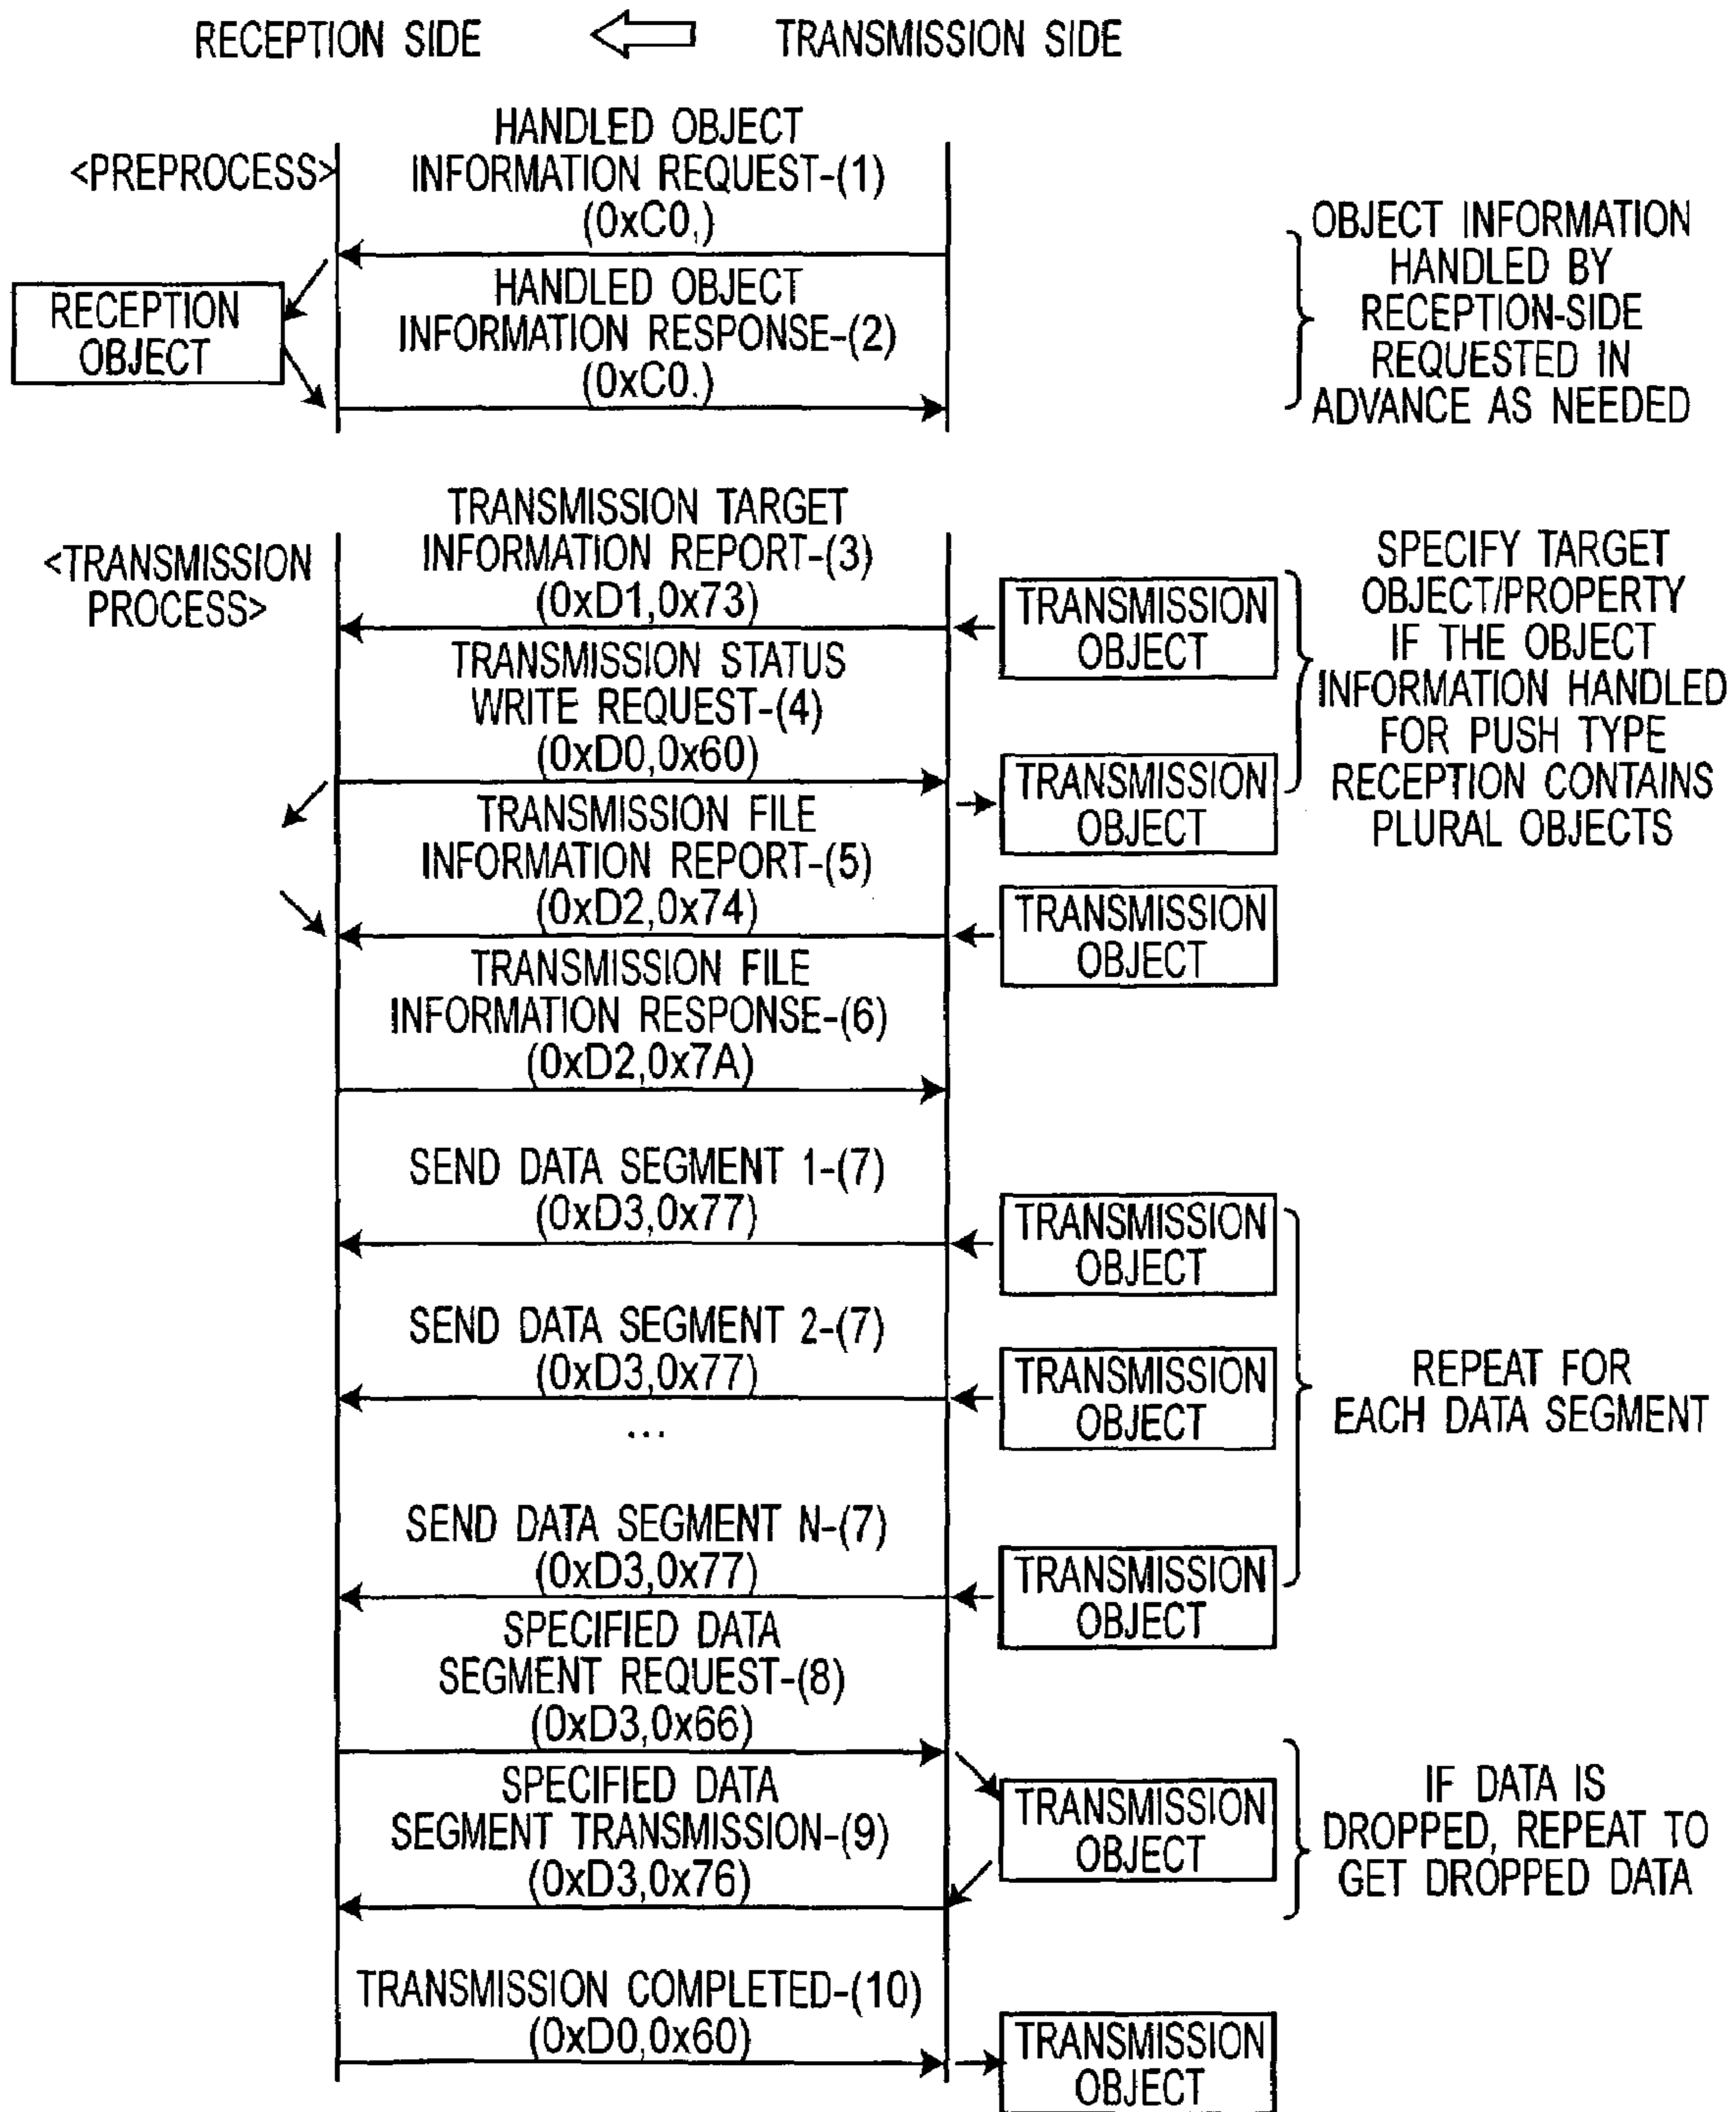 RECEPTION SIDE
TRANSMISSION SIDE
<PREPROCESS>
HANDLED OBJECT
INFORMATION REQUEST-(1)
(0xC0,)
RECEPTION
OBJECT
HANDLED OBJECT
INFORMATION RESPONSE-(2)
(0xC0.)
OBJECT INFORMATION
HANDLED BY
RECEPTION-SIDE
REQUESTED IN
ADVANCE AS NEEDED
<TRANSMISSION
PROCESS>
TRANSMISSION TARGET
INFORMATION REPORT-(3)
(0xD1,0x73)
TRANSMISSION
OBJECT
TRANSMISSION STATUS
WRITE REQUEST-(4)
(0xD0,0x60)
TRANSMISSION
OBJECT
SPECIFY TARGET
OBJECT/PROPERTY
IF THE OBJECT
INFORMATION HANDLED
FOR PUSH TYPE
RECEPTION CONTAINS
PLURAL OBJECTS
TRANSMISSION FILE
INFORMATION REPORT-(5)
(0xD2,0x74)
TRANSMISSION
OBJECT
TRANSMISSION FILE
INFORMATION RESPONSE-(6)
(0xD2,0x7A)
SEND DATA SEGMENT 1-(7)
(0xD3,0x77)
TRANSMISSION
OBJECT
SEND DATA SEGMENT 2-(7)
(0xD3,0x77)
TRANSMISSION
OBJECT
...
REPEAT FOR
EACH DATA SEGMENT
SEND DATA SEGMENT N-(7)
(0xD3,0x77)
TRANSMISSION
OBJECT
SPECIFIED DATA
SEGMENT REQUEST-(8)
(0xD3,0x66)
SPECIFIED DATA
SEGMENT TRANSMISSION-(9)
(0xD3,0x76)
TRANSMISSION
OBJECT
IF DATA IS
DROPPED, REPEAT TO
GET DROPPED DATA
TRANSMISSION COMPLETED-(10)
(0xD0,0x60)
TRANSMISSION
OBJECT